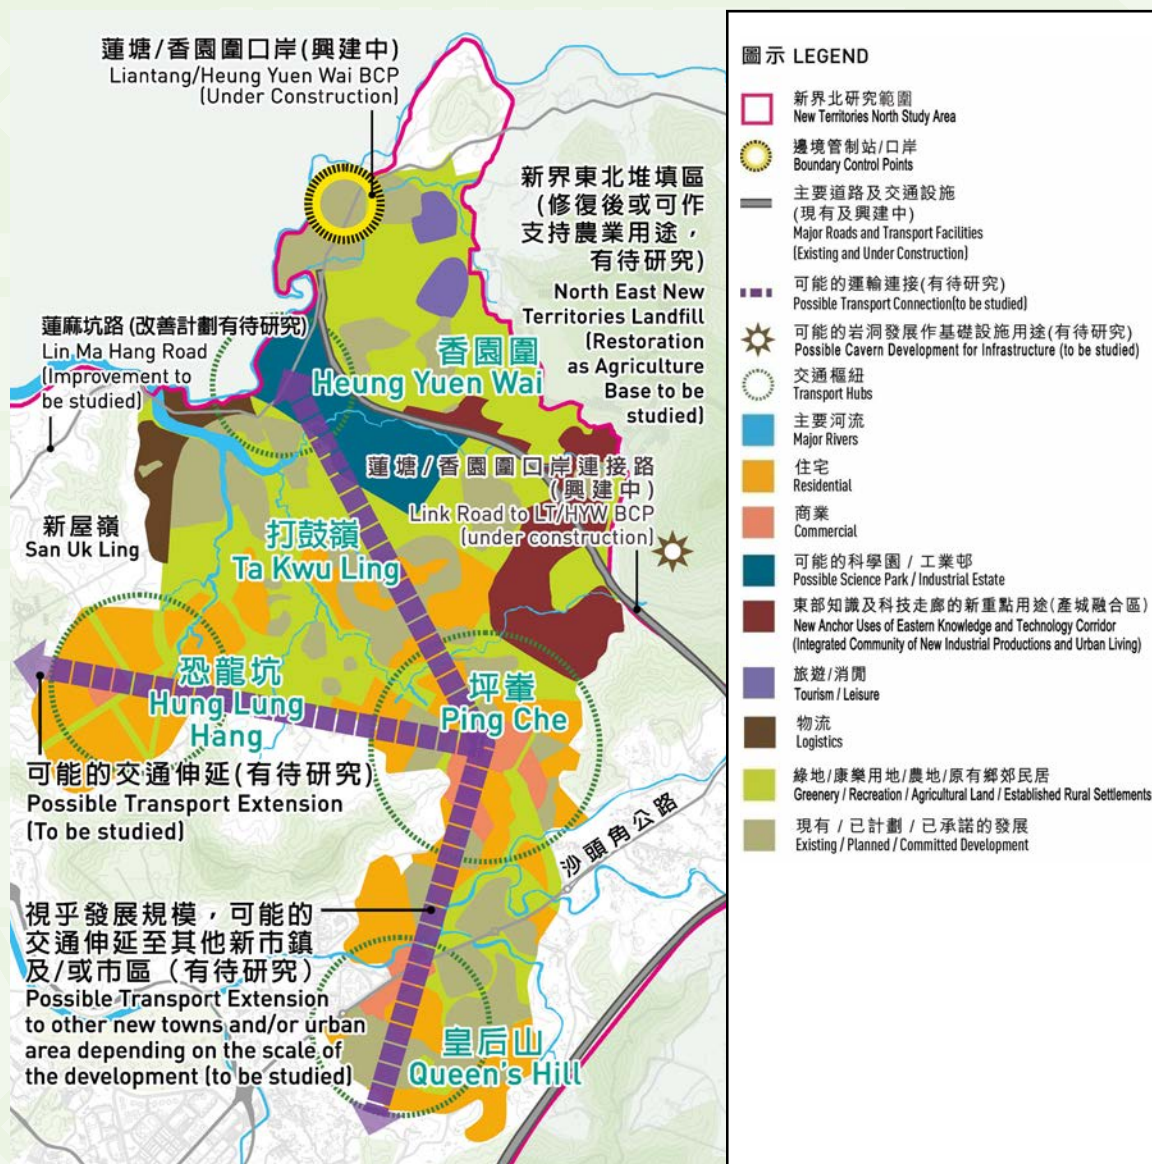 蓮塘/香園圍口岸(興建中)
Liantang/Heung Yuen Wai BCP
(Under Construction)
新界東北堆填區
(修復後或可作
支持農業用途，
有待研究)
North East New
Territories Landfill
(Restoration
as Agriculture
Base to be
studied)
蓮麻坑路 (改善計劃有待研究)
Lin Ma Hang Road
(Improvement to
be studied)
香園圍
Heung Yuen Wai
蓮塘/香園圍口岸連接路
(興建中)
Link Road to LT/HYW BCP
(under construction)
新屋嶺
San Uk Ling
打鼓嶺
Ta Kwu Ling
恐龍坑
Hung Lung
Hang
坪輋
Ping Che
可能的交通伸延(有待研究)
Possible Transport Extension
(To be studied)
沙頭角公路
視乎發展規模，可能的
交通伸延至其他新市鎮
及/或市區（有待研究）
Possible Transport Extension
to other new towns and/or urban
area depending on the scale of
the development (to be studied)
皇后山
Queen's Hill
圖示 LEGEND
新界北研究範圍
New Territories North Study Area
邊境管制站/口岸
Boundary Control Points
主要道路及交通設施
(現有及興建中)
Major Roads and Transport Facilities
(Existing and Under Construction)
可能的運輸連接(有待研究)
Possible Transport Connection(to be studied)
可能的岩洞發展作基礎設施用途(有待研究)
Possible Cavern Development for Infrastructure (to be studied)
交通樞紐
Transport Hubs
主要河流
Major Rivers
住宅
Residential
商業
Commercial
可能的科學園 / 工業邨
Possible Science Park / Industrial Estate
東部知識及科技走廊的新重點用途(產城融合區)
New Anchor Uses of Eastern Knowledge and Technology Corridor
(Integrated Community of New Industrial Productions and Urban Living)
旅遊/消閒
Tourism / Leisure
物流
Logistics
綠地/康樂用地/農地/原有鄉郊民居
Greenery / Recreation / Agricultural Land / Established Rural Settlements
現有 / 已計劃 / 已承諾的發展
Existing / Planned / Committed Development